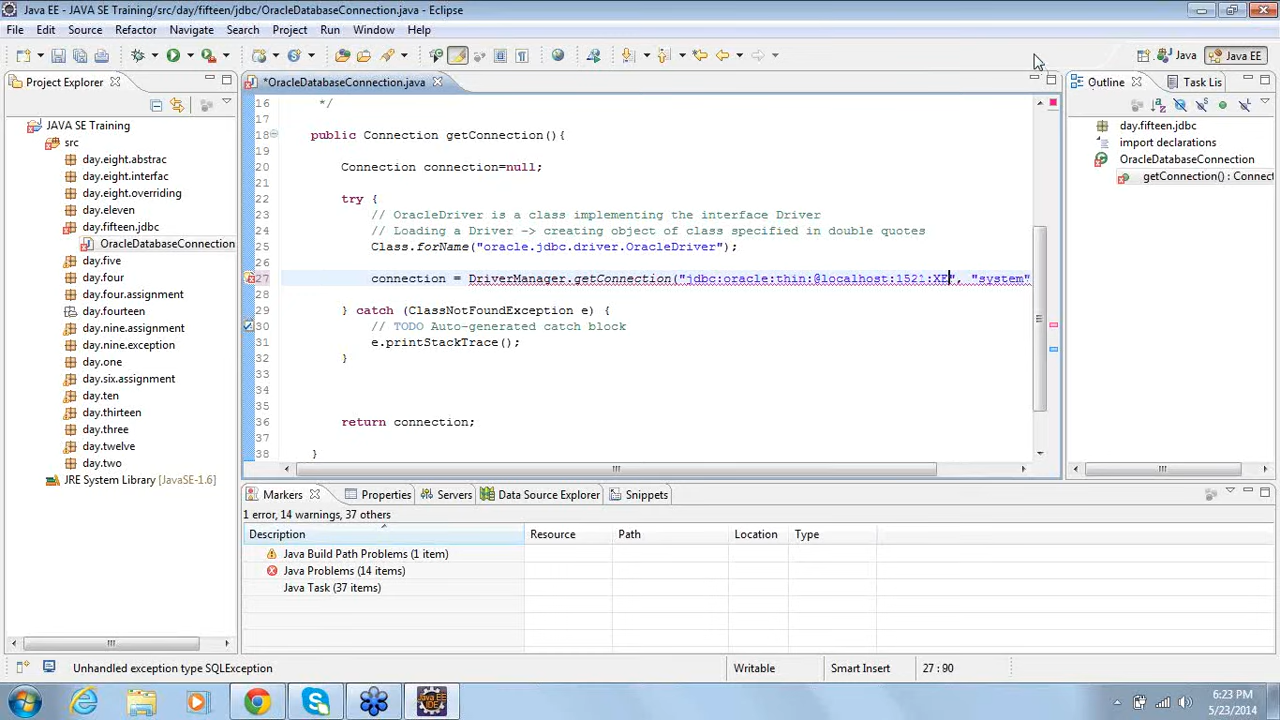 Java EE - JAVA SE Training/src/day/fifteen/jdbc/OracleDatabaseConnection.java - Eclipse
File Edit Source Refactor Navigate Search Project Run Window Help
Java Java EE
Project Explorer
JAVA SE Training
src
day.eight.abstrac
day.eight.interfac
day.eight.overriding
day.eleven
day.fifteen.jdbc
OracleDatabaseConnection
day.five
day.four
day.four.assignment
day.fourteen
day.nine.assignment
day.nine.exception
day.one
day.six.assignment
day.ten
day.thirteen
day.three
day.twelve
day.two
JRE System Library [JavaSE-1.6]
*OracleDatabaseConnection.java
16 */
17
18 public Connection getConnection(){
19
20 Connection connection=null;
21
22 try {
23 // OracleDriver is a class implementing the interface Driver
24 // Loading a Driver -> creating object of class specified in double quotes
25 Class.forName("oracle.jdbc.driver.OracleDriver");
26
27 connection = DriverManager.getConnection("jdbc:oracle:thin:@localhost:1521:XE", "system"
28
29 } catch (ClassNotFoundException e) {
30 // TODO Auto-generated catch block
31 e.printStackTrace();
32 }
33
34
35
36 return connection;
37
38 }
Outline Task Lis
day.fifteen.jdbc
import declarations
OracleDatabaseConnection
getConnection() : Connect
Markers Properties Servers Data Source Explorer Snippets
1 error, 14 warnings, 37 others
Description Resource Path Location Type
Java Build Path Problems (1 item)
Java Problems (14 items)
Java Task (37 items)
Unhandled exception type SQLException Writable Smart Insert 27 : 90
Java EE
IDE
6:23 PM
5/23/2014